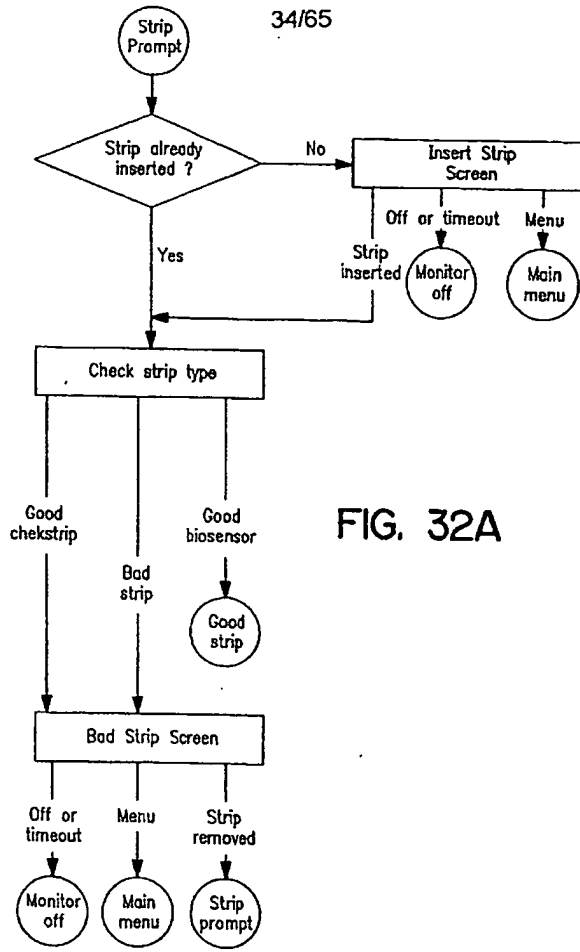 34/65
Strip
Prompt
Strip already
inserted ?
No
Insert Strip
Screen
Yes
Strip
inserted
Off or timeout
Menu
Monitor
off
Main
menu
Check strip type
Good
chekstrip
Bad
strip
Good
biosensor
Good
strip
FIG. 32A
Bad Strip Screen
Off or
timeout
Menu
Strip
removed
Monitor
off
Main
menu
Strip
prompt